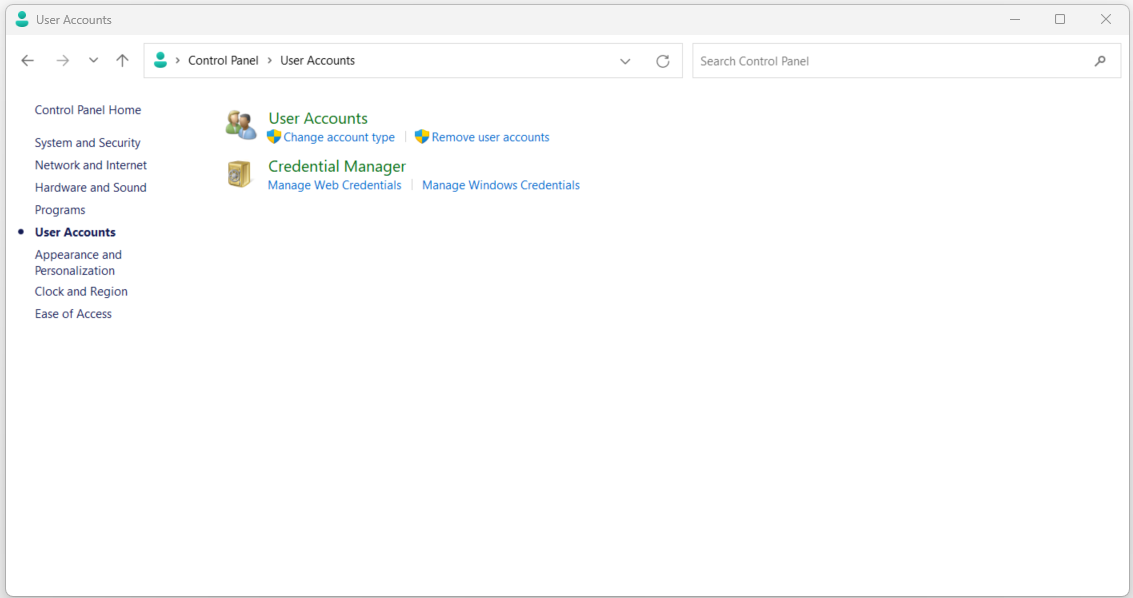 User Accounts
Control Panel > User Accounts
Search Control Panel
Control Panel Home
System and Security
Network and Internet
Hardware and Sound
Programs
User Accounts
Appearance and
Personalization
Clock and Region
Ease of Access
User Accounts
Change account type
Remove user accounts
Credential Manager
Manage Web Credentials
Manage Windows Credentials